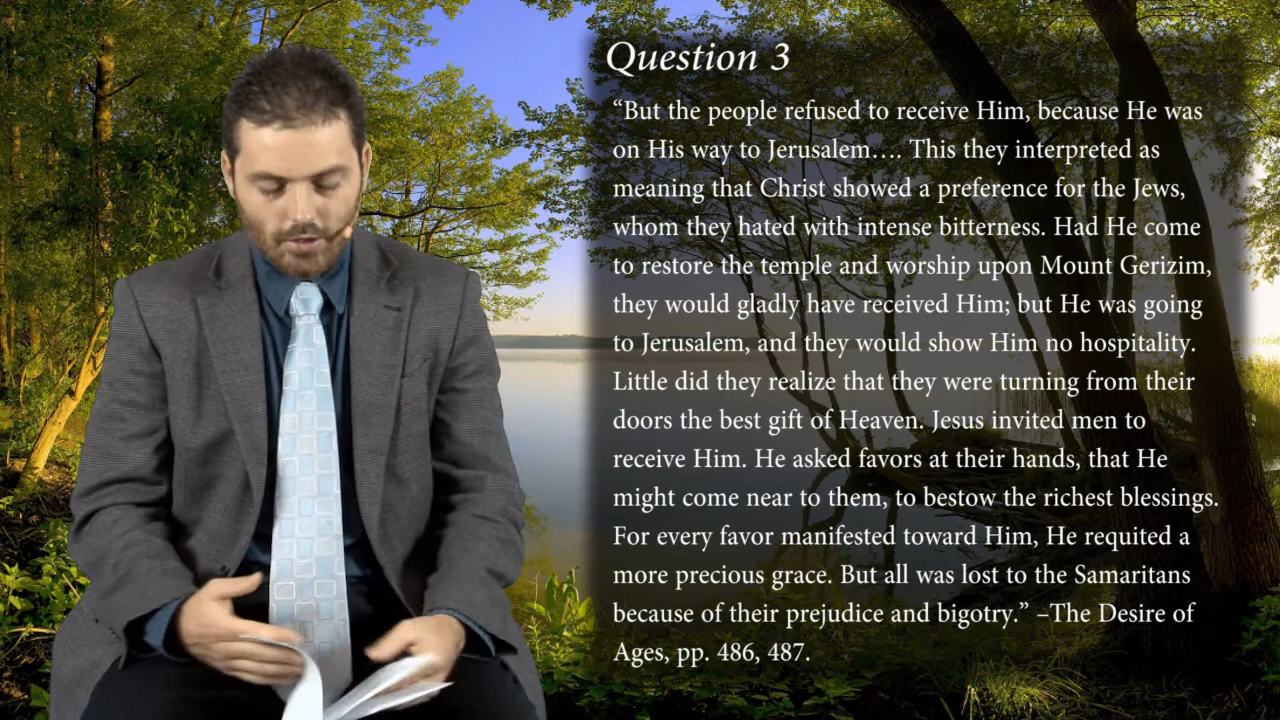 Question 3
“But the people refused to receive Him, because He was
on His way to Jerusalem.... This they interpreted as
meaning that Christ showed a preference for the Jews,
whom they hated with intense bitterness. Had He come
to restore the temple and worship upon Mount Gerizim,
they would gladly have received Him; but He was going
to Jerusalem, and they would show Him no hospitality.
Little did they realize that they were turning from their
doors the best gift of Heaven. Jesus invited men to
receive Him. He asked favors at their hands, that He
might come near to them, to bestow the richest blessings.
For every favor manifested toward Him, He requited a
more precious grace. But all was lost to the Samaritans
because of their prejudice and bigotry.” –The Desire of
Ages, pp. 486, 487.